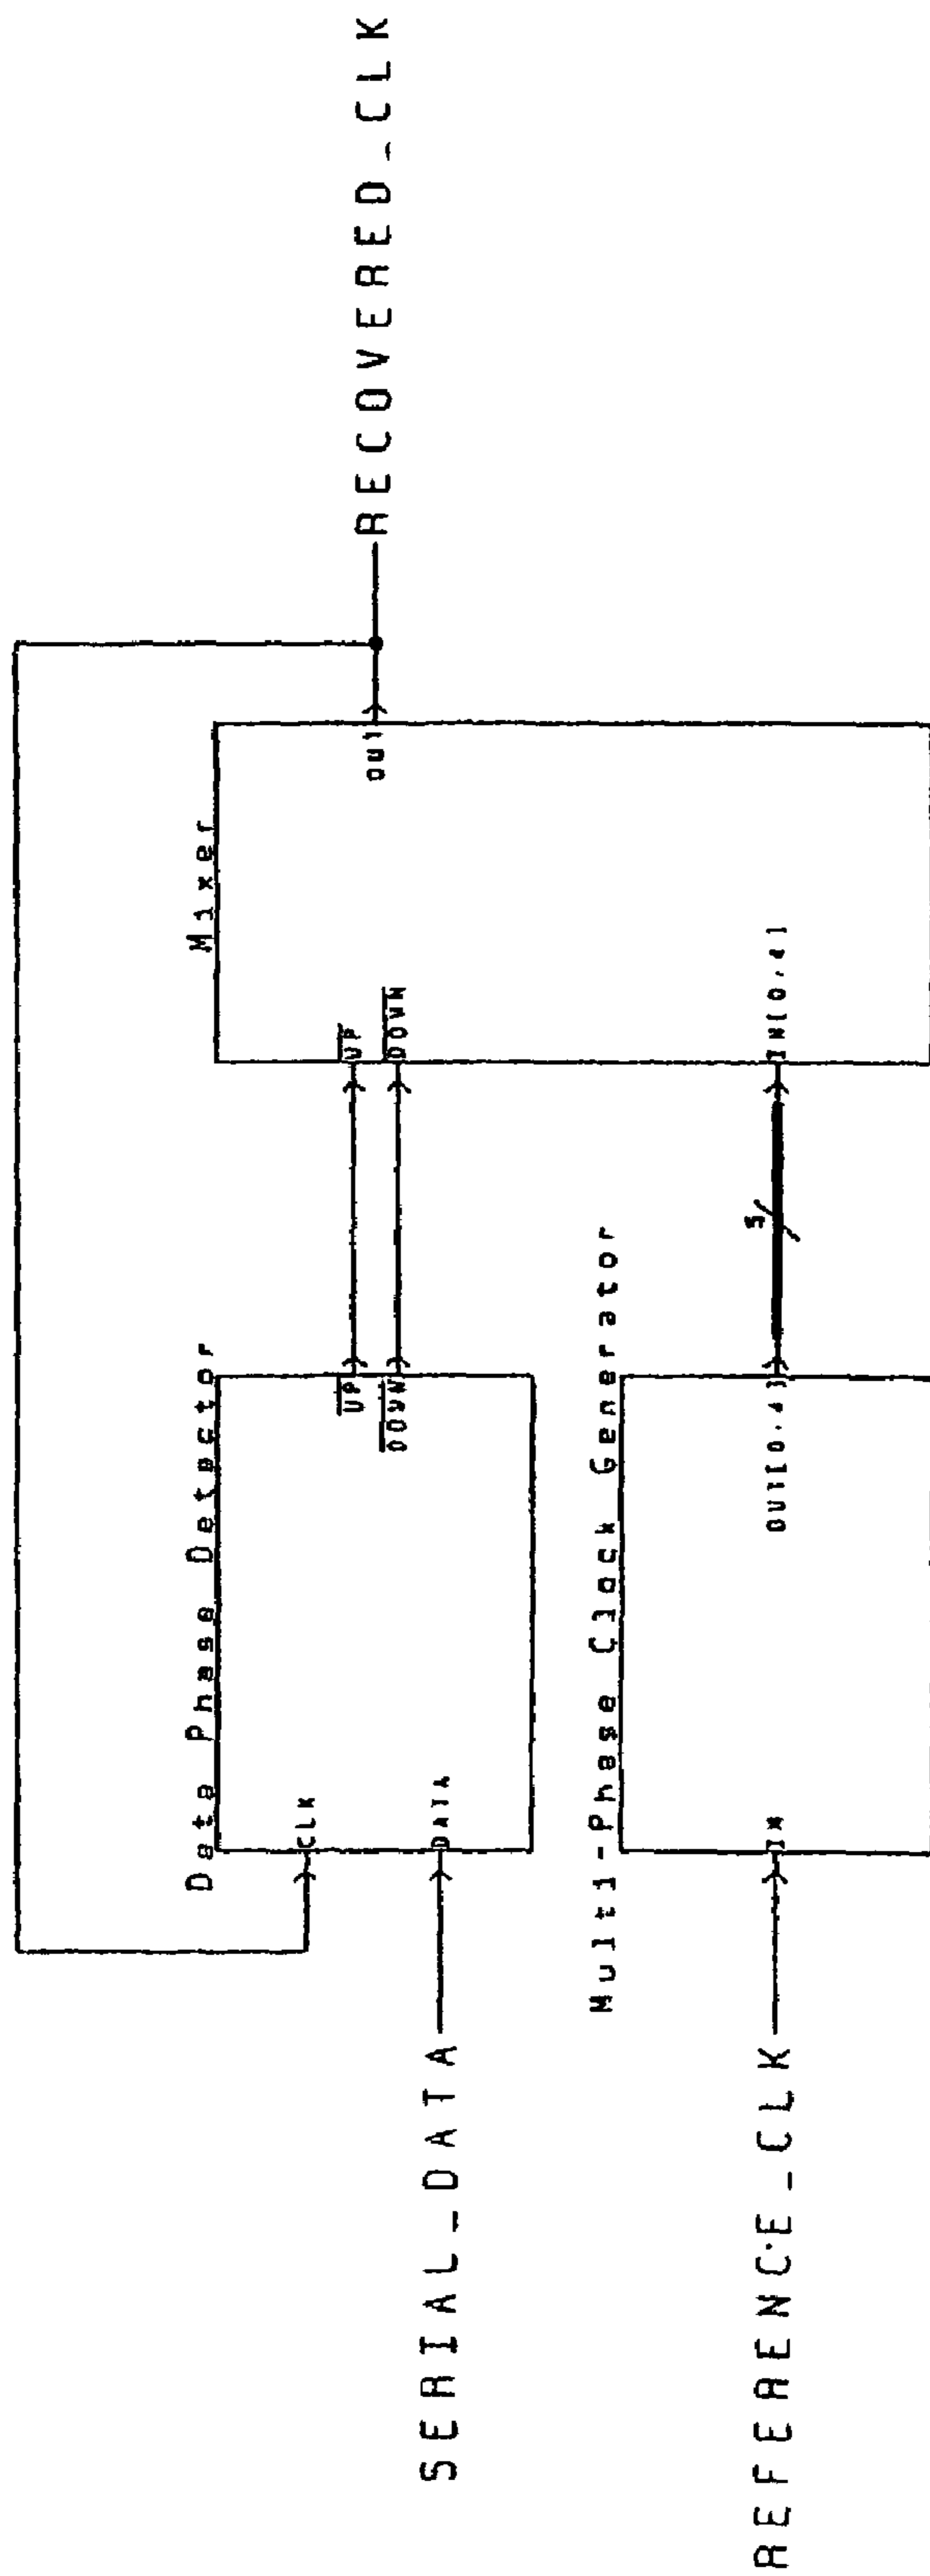 Data Phase Detector
CLK
DATA
UP
DOWN
Mixer
UP
DOWN
OUT
IN[0:4]
RECOVERED_CLK
SERIAL_DATA
Multi-Phase Clock Generator
IN
OUT[0:4]
5
REFERENCE_CLK